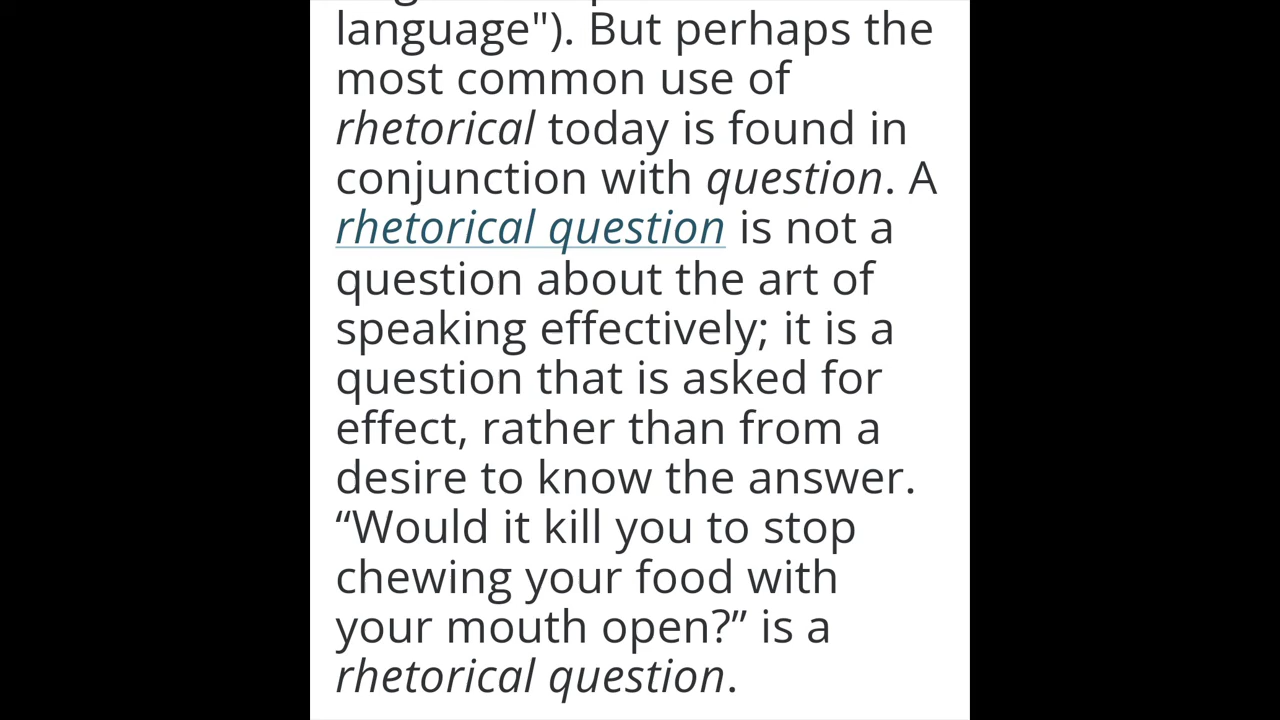 language"). But perhaps the
most common use of
rhetorical today is found in
conjunction with question. A
rhetorical question is not a
question about the art of
speaking effectively; it is a
question that is asked for
effect, rather than from a
desire to know the answer.
“Would it kill you to stop
chewing your food with
your mouth open?” is a
rhetorical question.